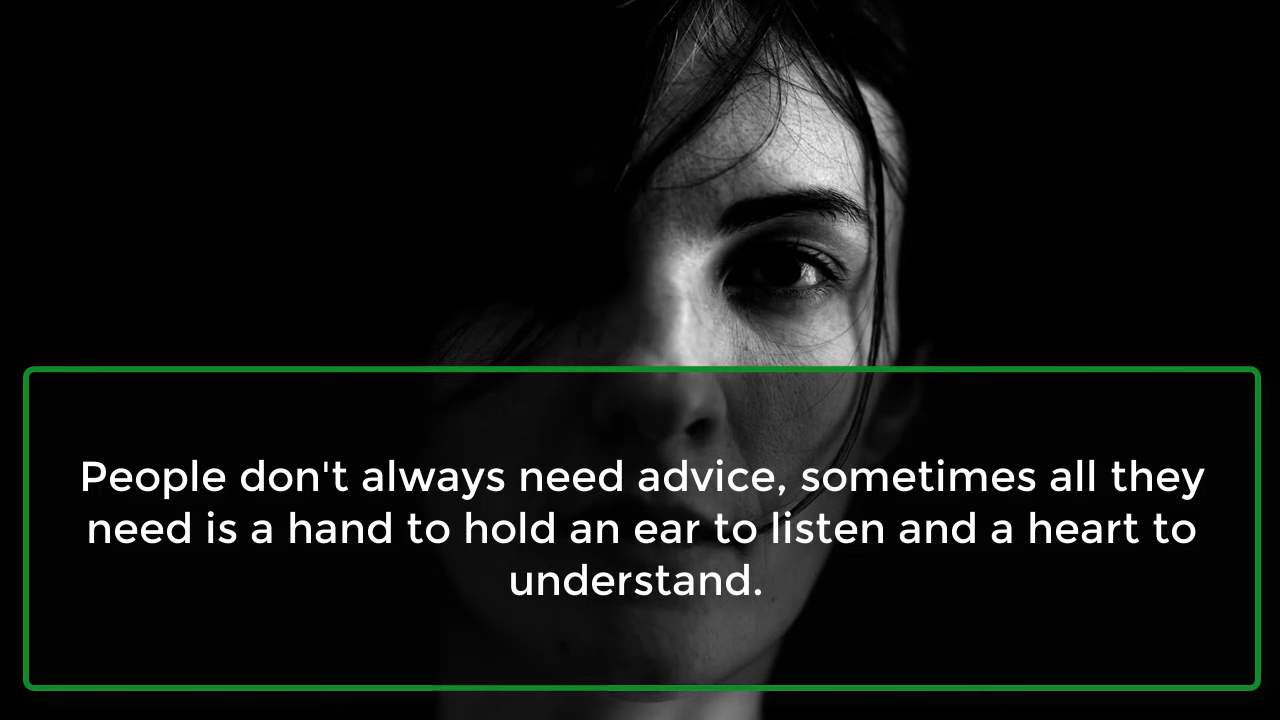 People don't always need advice, sometimes all they
need is a hand to hold an ear to listen and a heart to
understand.